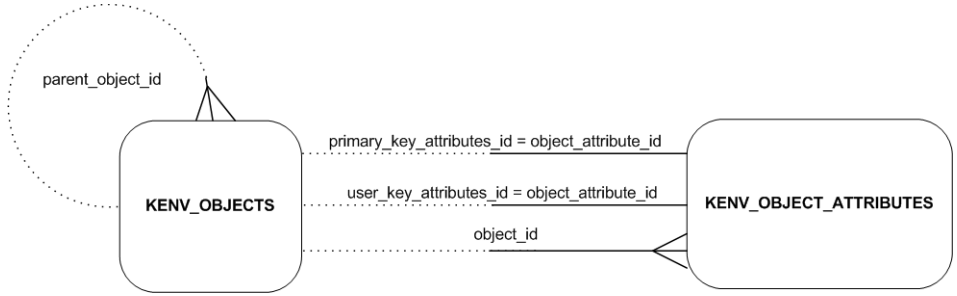 parent_object_id
primary_key_attributes_id = object_attribute_id
user_key_attributes_id = object_attribute_id
KENV_OBJECTS
KENV_OBJECT_ATTRIBUTES
object_id